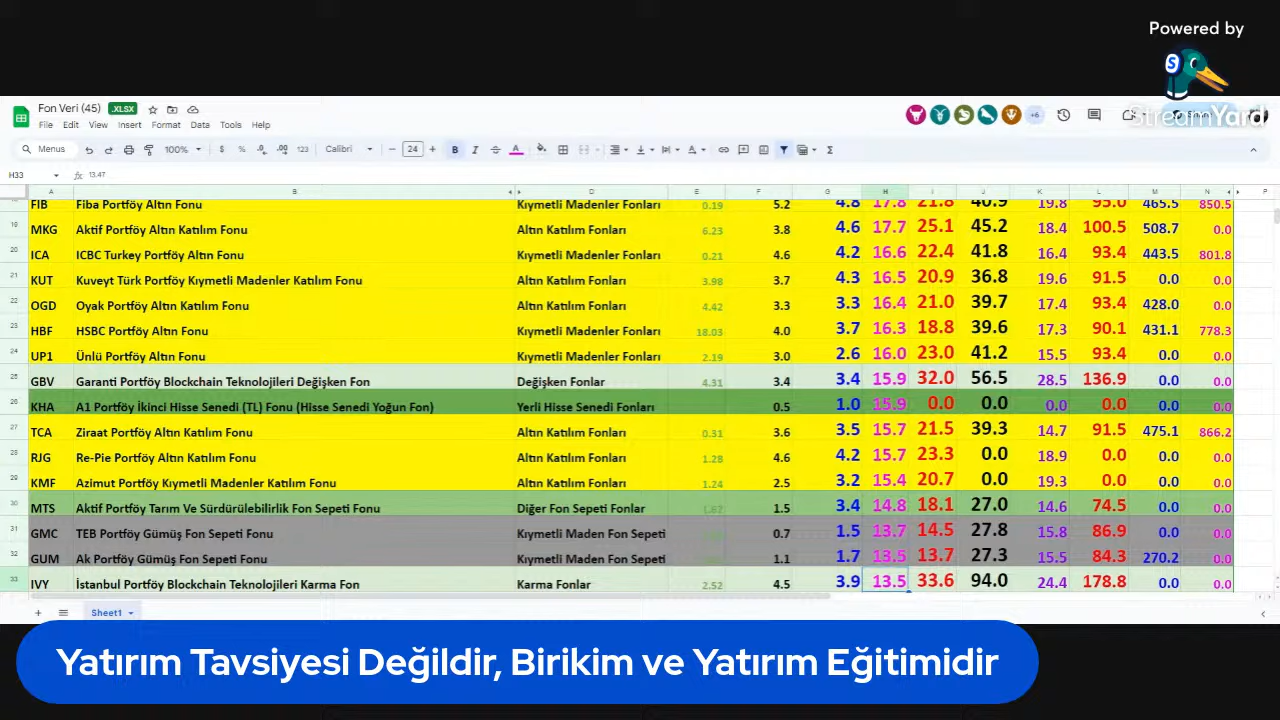 Powered by
StreamYard
Fon Veri (45) .XLSX
File Edit View Insert Format Data Tools Help
+6
Menus 100% $ % .0 .00 123 Calibri 24 B I A Σ
H33 fx 13.47
A B D E F G H I J K L M N P
FIB Fiba Portföy Altın Fonu Kıymetli Madenler Fonları 0.19 5.2 4.8 17.8 21.8 40.9 19.8 95.0 465.5 850.5
19 MKG Aktif Portföy Altın Katılım Fonu Altın Katılım Fonları 6.23 3.8 4.6 17.7 25.1 45.2 18.4 100.5 508.7 0.0
20 ICA ICBC Turkey Portföy Altın Fonu Kıymetli Madenler Fonları 0.21 4.6 4.2 16.6 22.4 41.8 16.4 93.4 443.5 801.8
21 KUT Kuveyt Türk Portföy Kıymetli Madenler Katılım Fonu Altın Katılım Fonları 3.98 3.7 4.3 16.5 20.9 36.8 19.6 91.5 0.0 0.0
22 OGD Oyak Portföy Altın Katılım Fonu Altın Katılım Fonları 4.42 3.3 3.3 16.4 21.0 39.7 17.4 93.4 428.0 0.0
23 HBF HSBC Portföy Altın Fonu Kıymetli Madenler Fonları 18.03 4.0 3.7 16.3 18.8 39.6 17.3 90.1 431.1 778.3
24 UP1 Ünlü Portföy Altın Fonu Kıymetli Madenler Fonları 2.19 3.0 2.6 16.0 23.0 41.2 15.5 93.4 0.0 0.0
25 GBV Garanti Portföy Blockchain Teknolojileri Değişken Fon Değişken Fonlar 4.31 3.4 3.4 15.9 32.0 56.5 28.5 136.9 0.0 0.0
26 KHA A1 Portföy İkinci Hisse Senedi (TL) Fonu (Hisse Senedi Yoğun Fon) Yerli Hisse Senedi Fonları 0.5 1.0 15.9 0.0 0.0 0.0 0.0 0.0 0.0
27 TCA Ziraat Portföy Altın Katılım Fonu Altın Katılım Fonları 0.31 3.6 3.5 15.7 21.5 39.3 14.7 91.5 475.1 866.2
28 RJG Re-Pie Portföy Altın Katılım Fonu Altın Katılım Fonları 1.28 4.6 4.2 15.7 23.3 0.0 18.9 0.0 0.0 0.0
29 KMF Azimut Portföy Kıymetli Madenler Katılım Fonu Altın Katılım Fonları 1.24 2.5 3.2 15.4 20.7 0.0 19.3 0.0 0.0 0.0
30 MTS Aktif Portföy Tarım Ve Sürdürülebilirlik Fon Sepeti Fonu Diğer Fon Sepeti Fonlar 1.5 3.4 14.8 18.1 27.0 14.6 74.5 0.0 0.0
31 GMC TEB Portföy Gümüş Fon Sepeti Fonu Kıymetli Maden Fon Sepeti 0.7 1.5 13.7 14.5 27.8 15.8 86.9 0.0 0.0
32 GUM Ak Portföy Gümüş Fon Sepeti Fonu Kıymetli Maden Fon Sepeti 1.1 1.7 13.5 13.7 27.3 15.5 84.3 270.2 0.0
33 IVY İstanbul Portföy Blockchain Teknolojileri Karma Fon Karma Fonlar 2.52 4.5 3.9 13.5 33.6 94.0 24.4 178.8 0.0 0.0
Sheet1
Yatırım Tavsiyesi Değildir, Birikim ve Yatırım Eğitimidir